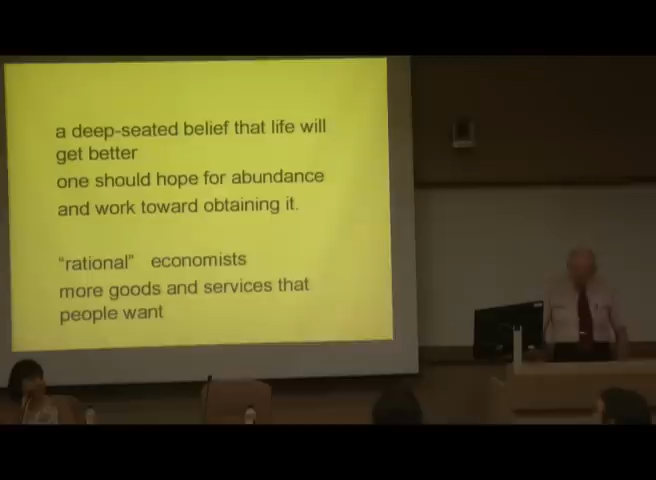 a deep-seated belief that life will
get better
one should hope for abundance
and work toward obtaining it.
“rational” economists
more goods and services that
people want